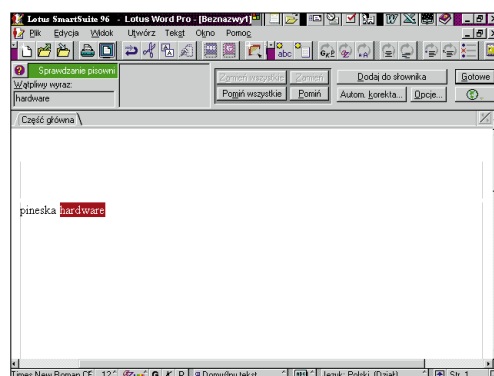 Lotus SmartSuite 96 - Lotus Word Pro - [Beznazwy1]
Plik Edycja Widok Utwórz Tekst Okno Pomoc
Sprawdzanie pisowni
Wątpliwy wyraz:
hardware
Zamień wszystkie Zamień Dodaj do słownika Gotowe
Pomiń wszystkie Pomiń Autom. korekta... Opcje...
Część główna
pineska hardware
Times New Roman CE 12 G K P Domyślny tekst Język: Polski (Dział) Str. 1